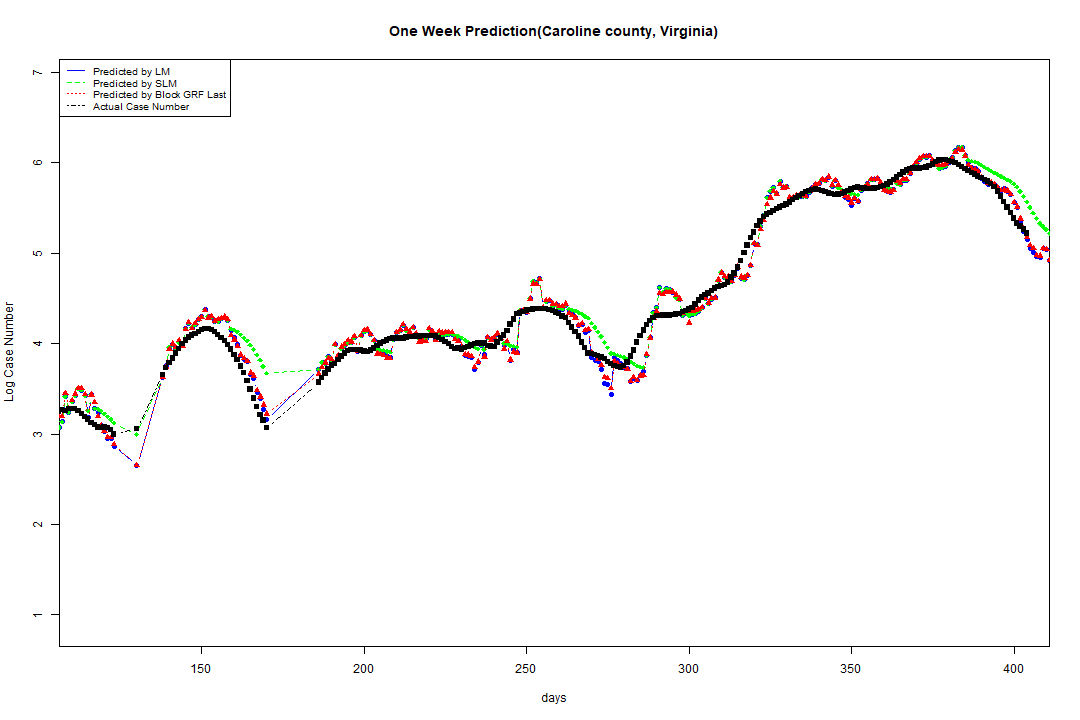 One Week Prediction(Caroline county, Virginia)
Predicted by LM
Predicted by SLM
Predicted by Block GRF Last
Actual Case Number
7
6
5
4
3
2
1
Log Case Number
150 200 250 300 350 400
days